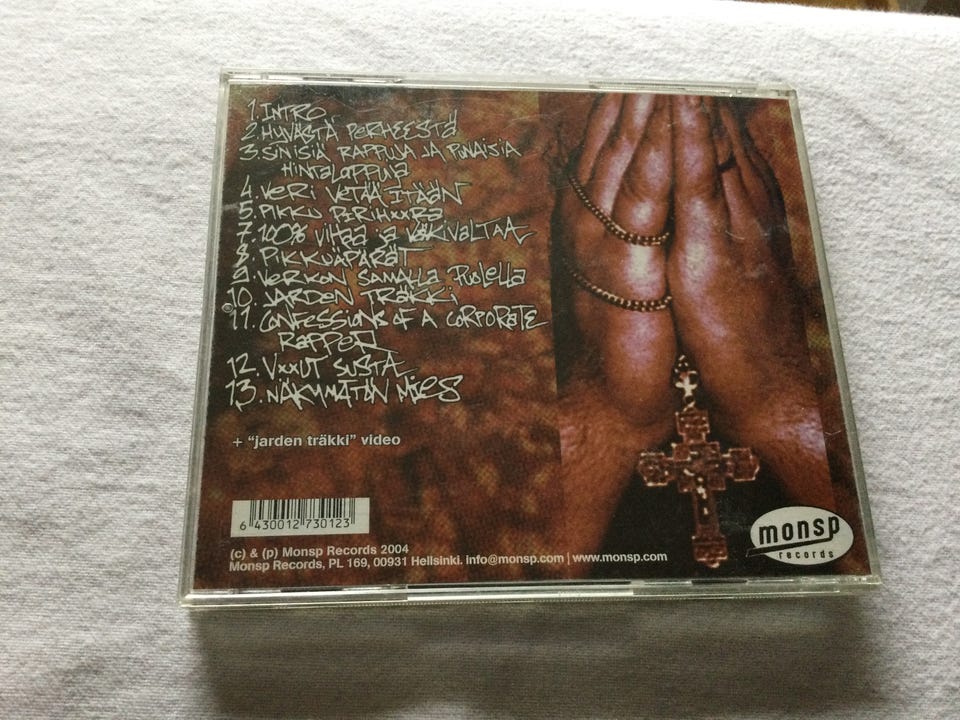 1. INTRO
2. HYVÄSTÄ PERHEESTÄ
3. SINISIÄ RAPPUJA JA PUNAISIA
HINTALAPPUJA
4. VERI VETÄÄ ITÄÄN
5. PIKKU PERIHXXRA
7. 100% VIHAA JA VÄKIVALTAA
8. PIKKUÄPÄRÄT
9. VERKON SAMALLA PUOLELLA
10. JARDEN TRÄKKI
11. CONFESSIONS OF A CORPORATE
RAPPER
12. VXXUT SUSTA
13. NÄKYMÄTÖN MIES
+ "jarden träkki" video
6 430012 730123
(c) & (p) Monsp Records 2004
Monsp Records, PL 169, 00931 Hellsinki. info@monsp.com | www.monsp.com
monsp
records